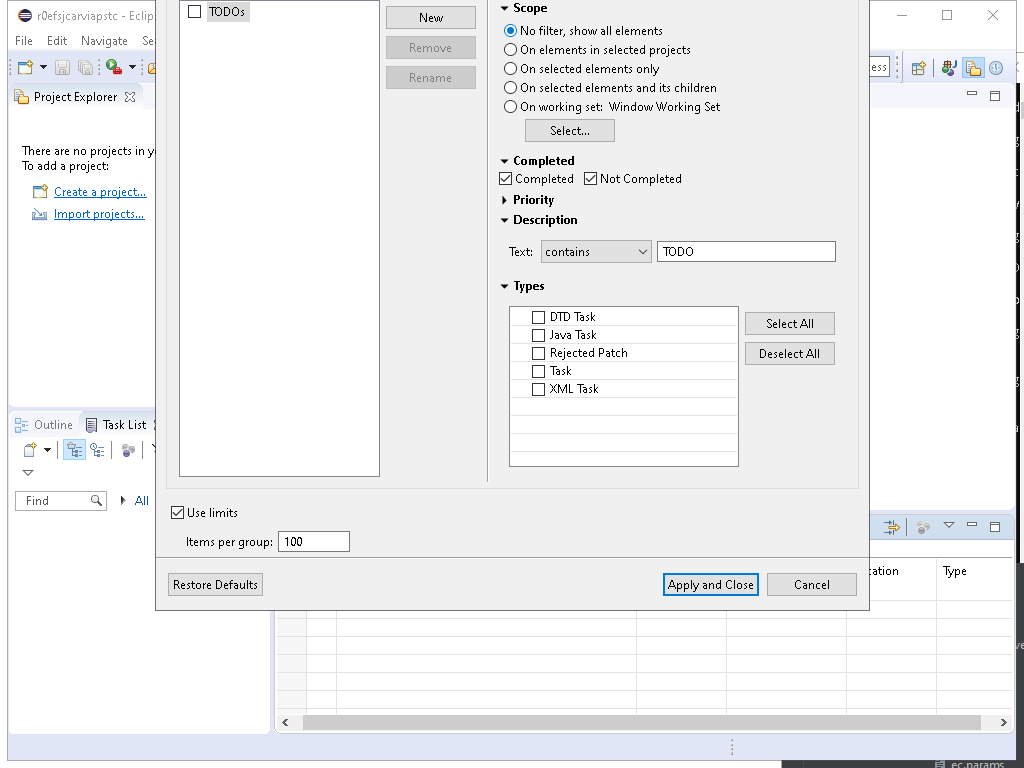 r0efsjcarviapstc - Eclip
File Edit Navigate Se
Project Explorer
There are no projects in y
To add a project:
Create a project...
Import projects...
Outline Task List
Find All
TODOs
New
Remove
Rename
Scope
No filter, show all elements
On elements in selected projects
On selected elements only
On selected elements and its children
On working set: Window Working Set
Select...
Completed
Completed Not Completed
Priority
Description
Text: contains TODO
Types
DTD Task
Java Task
Rejected Patch
Task
XML Task
Select All
Deselect All
Use limits
Items per group: 100
Restore Defaults Apply and Close Cancel
ess
cation Type
ec.params